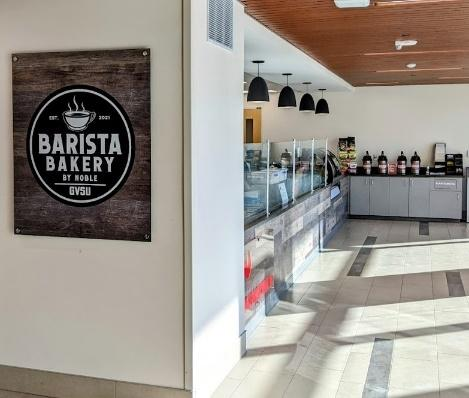 EST. 2021
BARISTA
BAKERY
BY NOBLE
GVSU